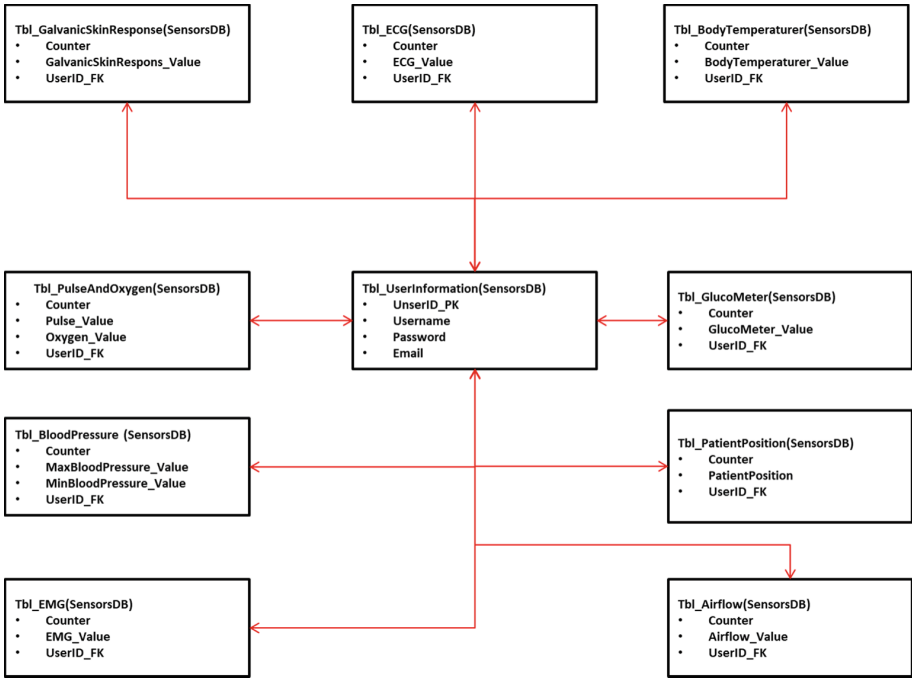 Tbl_GalvanicSkinResponse(SensorsDB)
• Counter
• GalvanicSkinRespons_Value
• UserID_FK
Tbl_ECG(SensorsDB)
• Counter
• ECG_Value
• UserID_FK
Tbl_BodyTemperaturer(SensorsDB)
• Counter
• BodyTemperaturer_Value
• UserID_FK
Tbl_PulseAndOxygen(SensorsDB)
• Counter
• Pulse_Value
• Oxygen_Value
• UserID_FK
Tbl_UserInformation(SensorsDB)
• UnserID_PK
• Username
• Password
• Email
Tbl_GlucoMeter(SensorsDB)
• Counter
• GlucoMeter_Value
• UserID_FK
Tbl_BloodPressure (SensorsDB)
• Counter
• MaxBloodPressure_Value
• MinBloodPressure_Value
• UserID_FK
Tbl_PatientPosition(SensorsDB)
• Counter
• PatientPosition
• UserID_FK
Tbl_EMG(SensorsDB)
• Counter
• EMG_Value
• UserID_FK
Tbl_Airflow(SensorsDB)
• Counter
• Airflow_Value
• UserID_FK